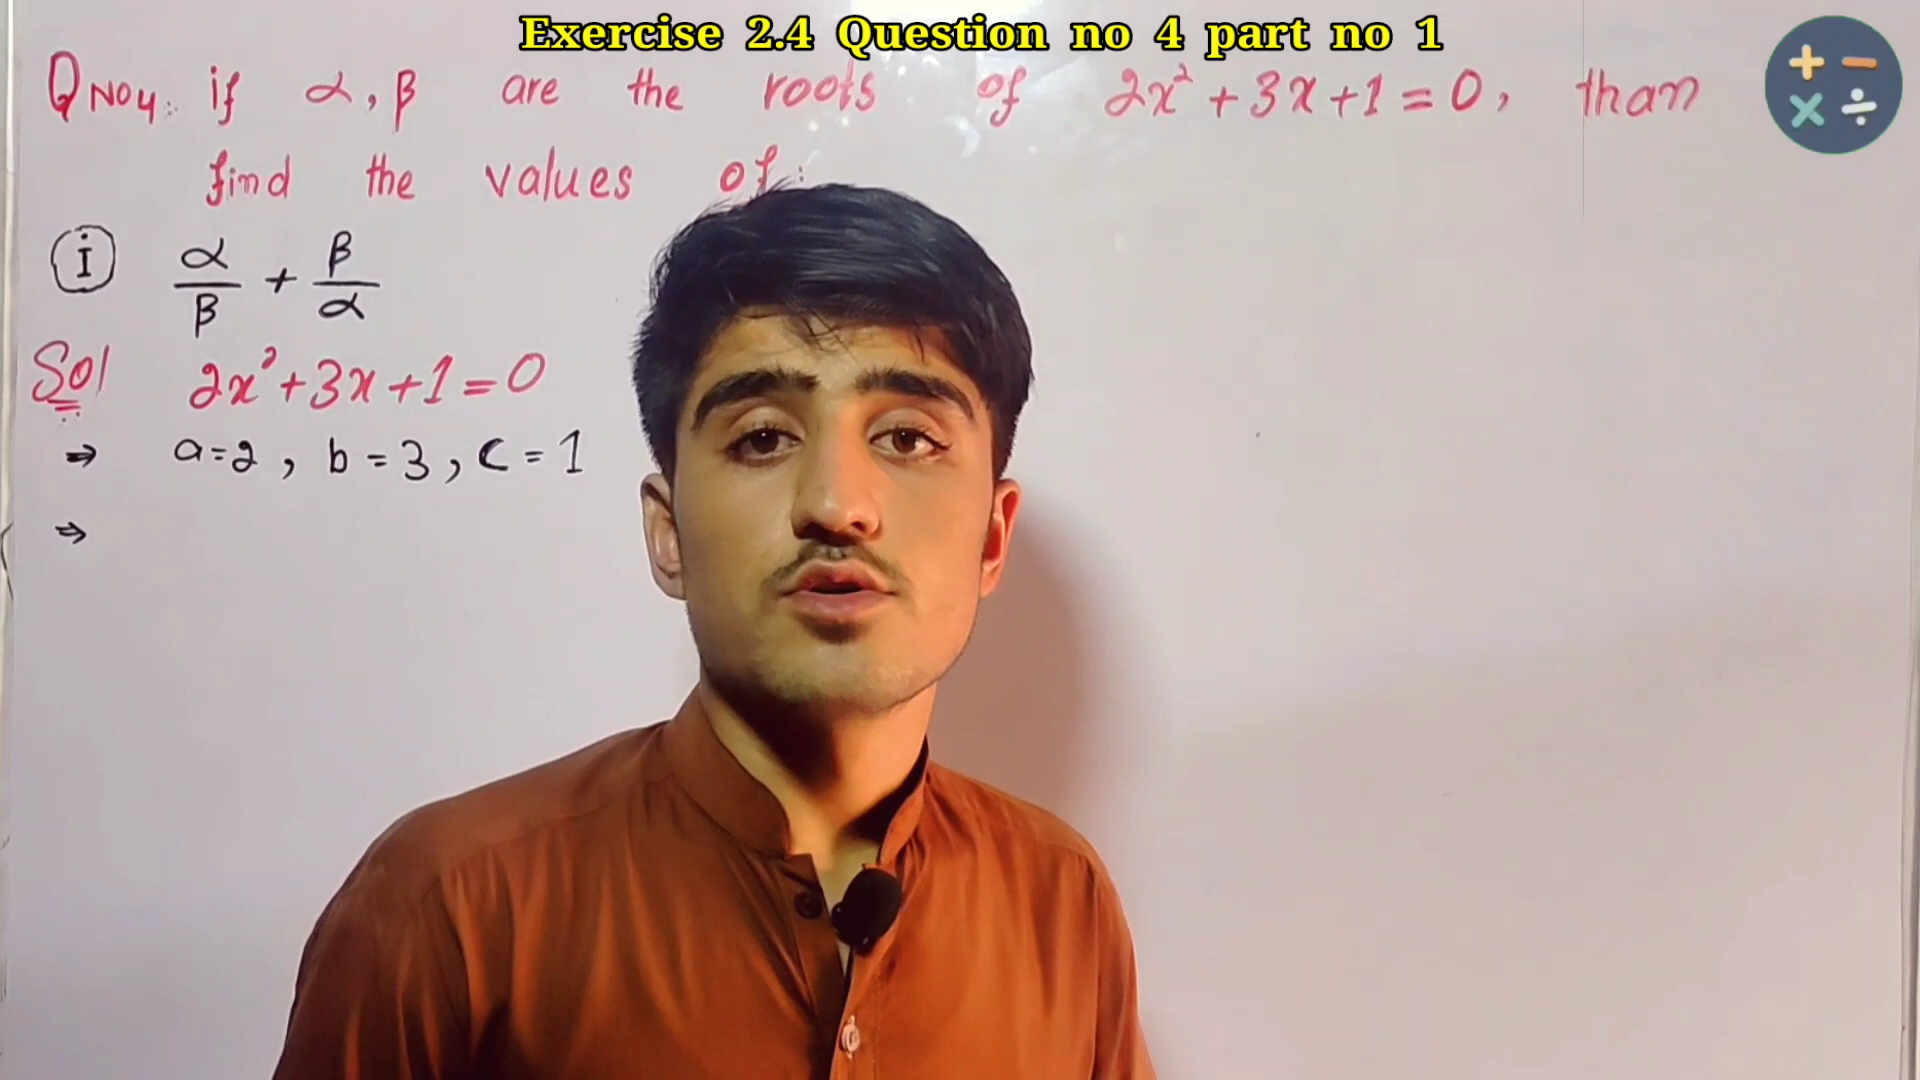 Exercise 2.4 Question no 4 part no 1
Q No4: if α, β are the roots of 2x² + 3x + 1 = 0, than
find the values of:
(i) α/β + β/α
Sol 2x² + 3x + 1 = 0
⇒ a = 2, b = 3, c = 1
⇒